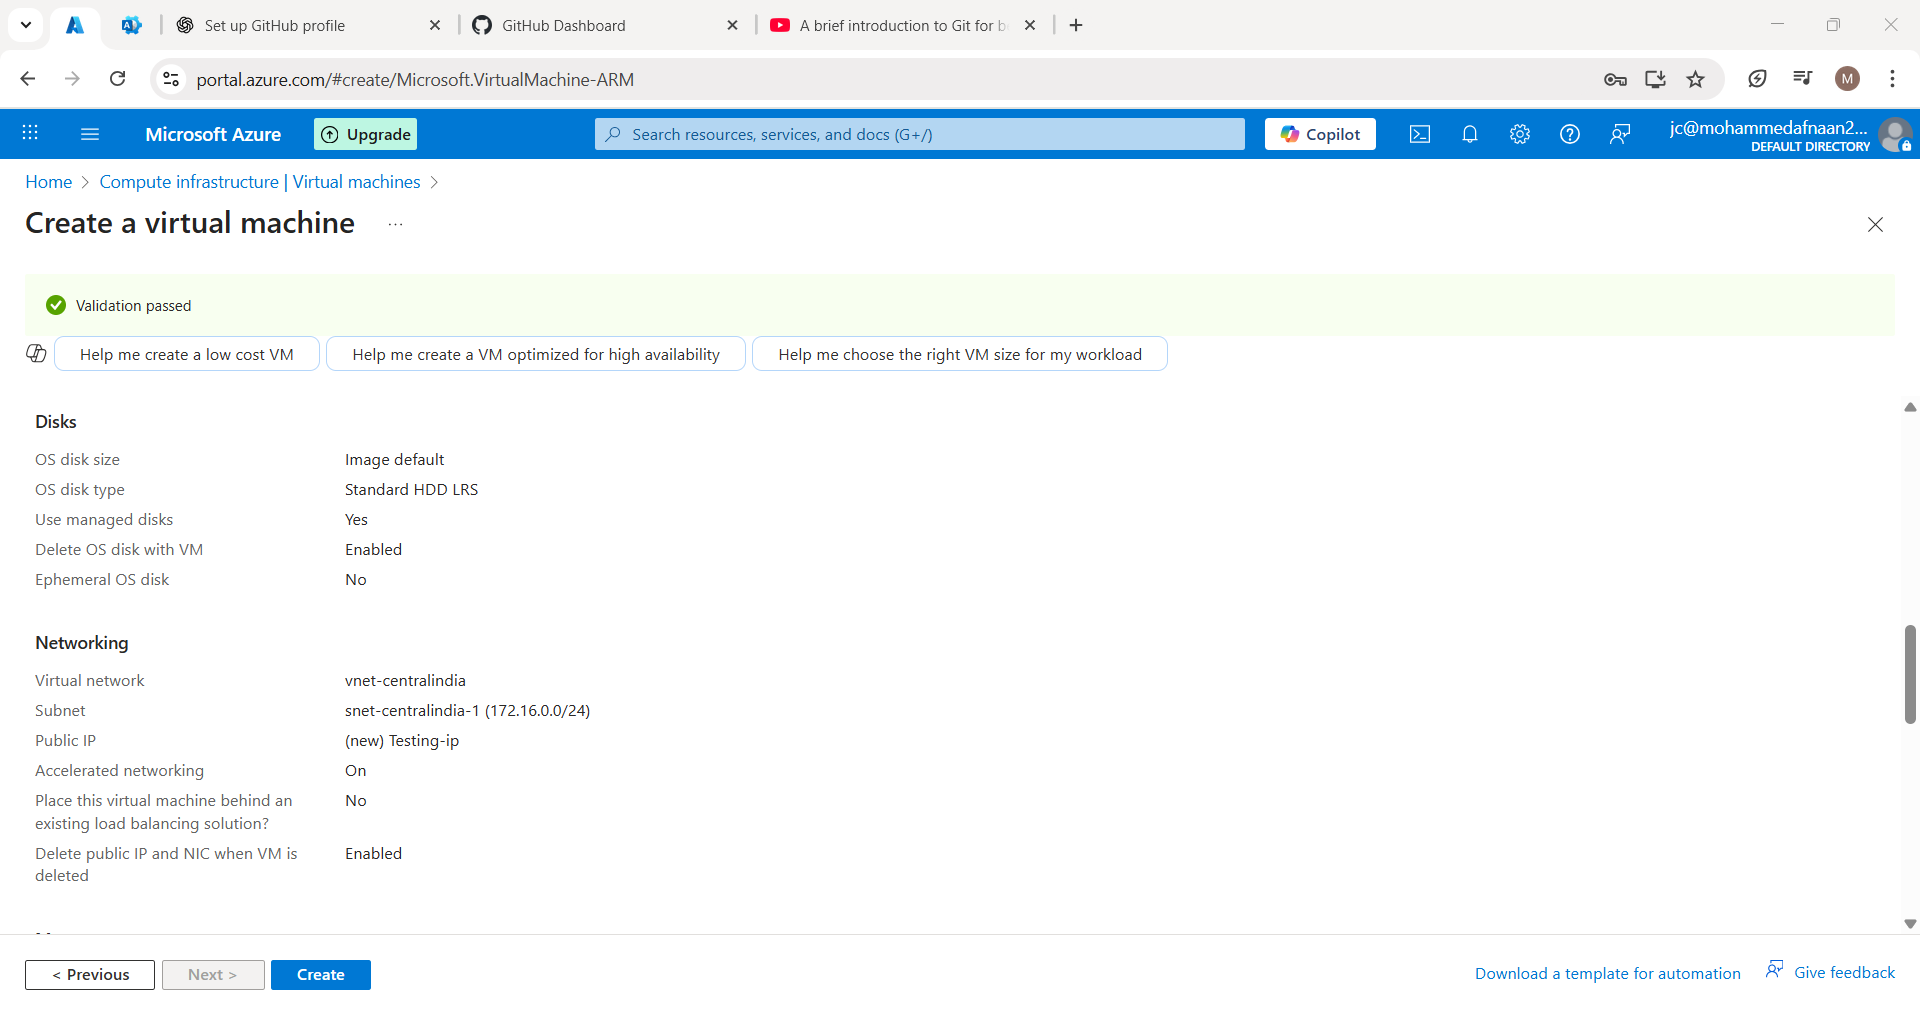 Set up GitHub profile
GitHub Dashboard
A brief introduction to Git for b
portal.azure.com/#create/Microsoft.VirtualMachine-ARM
M
Microsoft Azure
Upgrade
Search resources, services, and docs (G+/)
Copilot
jc@mohammedafnaan2...
DEFAULT DIRECTORY
Home > Compute infrastructure | Virtual machines >
Create a virtual machine ...
Validation passed
Help me create a low cost VM
Help me create a VM optimized for high availability
Help me choose the right VM size for my workload
Disks
OS disk size Image default
OS disk type Standard HDD LRS
Use managed disks Yes
Delete OS disk with VM Enabled
Ephemeral OS disk No
Networking
Virtual network vnet-centralindia
Subnet snet-centralindia-1 (172.16.0.0/24)
Public IP (new) Testing-ip
Accelerated networking On
Place this virtual machine behind an No
existing load balancing solution?
Delete public IP and NIC when VM is Enabled
deleted
< Previous
Next >
Create
Download a template for automation
Give feedback